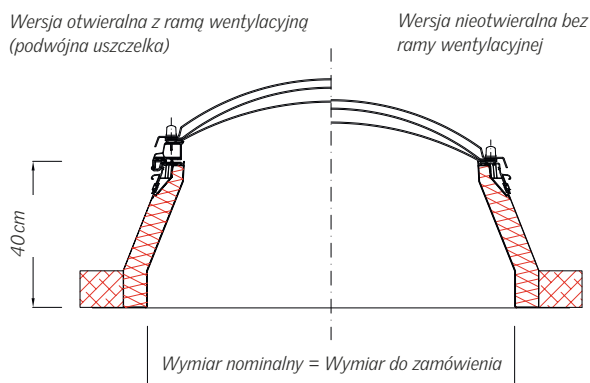 Wersja otwieralna z ramą wentylacyjną
(podwójna uszczelka)
Wersja nieotwieralna bez
ramy wentylacyjnej
40cm
Wymiar nominalny = Wymiar do zamówienia